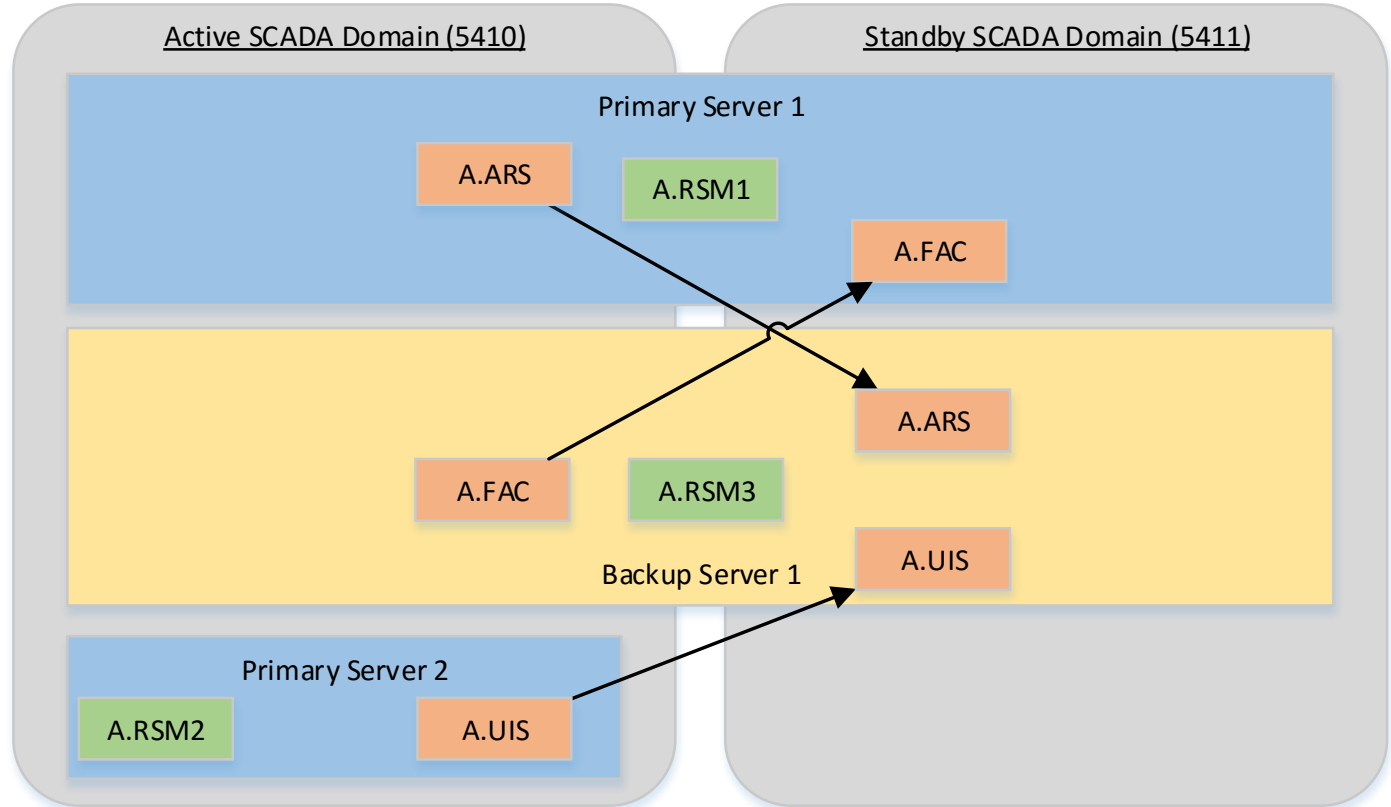 Active SCADA Domain (5410)
Standby SCADA Domain (5411)
Primary Server 1
A.ARS
A.RSM1
A.FAC
A.ARS
A.FAC
A.RSM3
A.UIS
Backup Server 1
Primary Server 2
A.RSM2
A.UIS